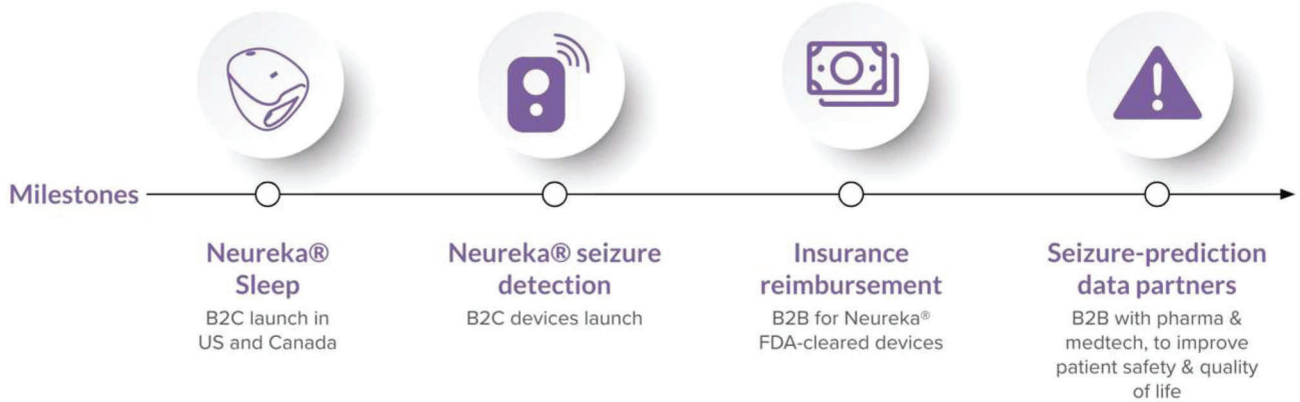 Milestones
Neureka®
Sleep
B2C launch in
US and Canada
Neureka® seizure
detection
B2C devices launch
Insurance
reimbursement
B2B for Neureka®
FDA-cleared devices
Seizure-prediction
data partners
B2B with pharma &
medtech, to improve
patient safety & quality
of life